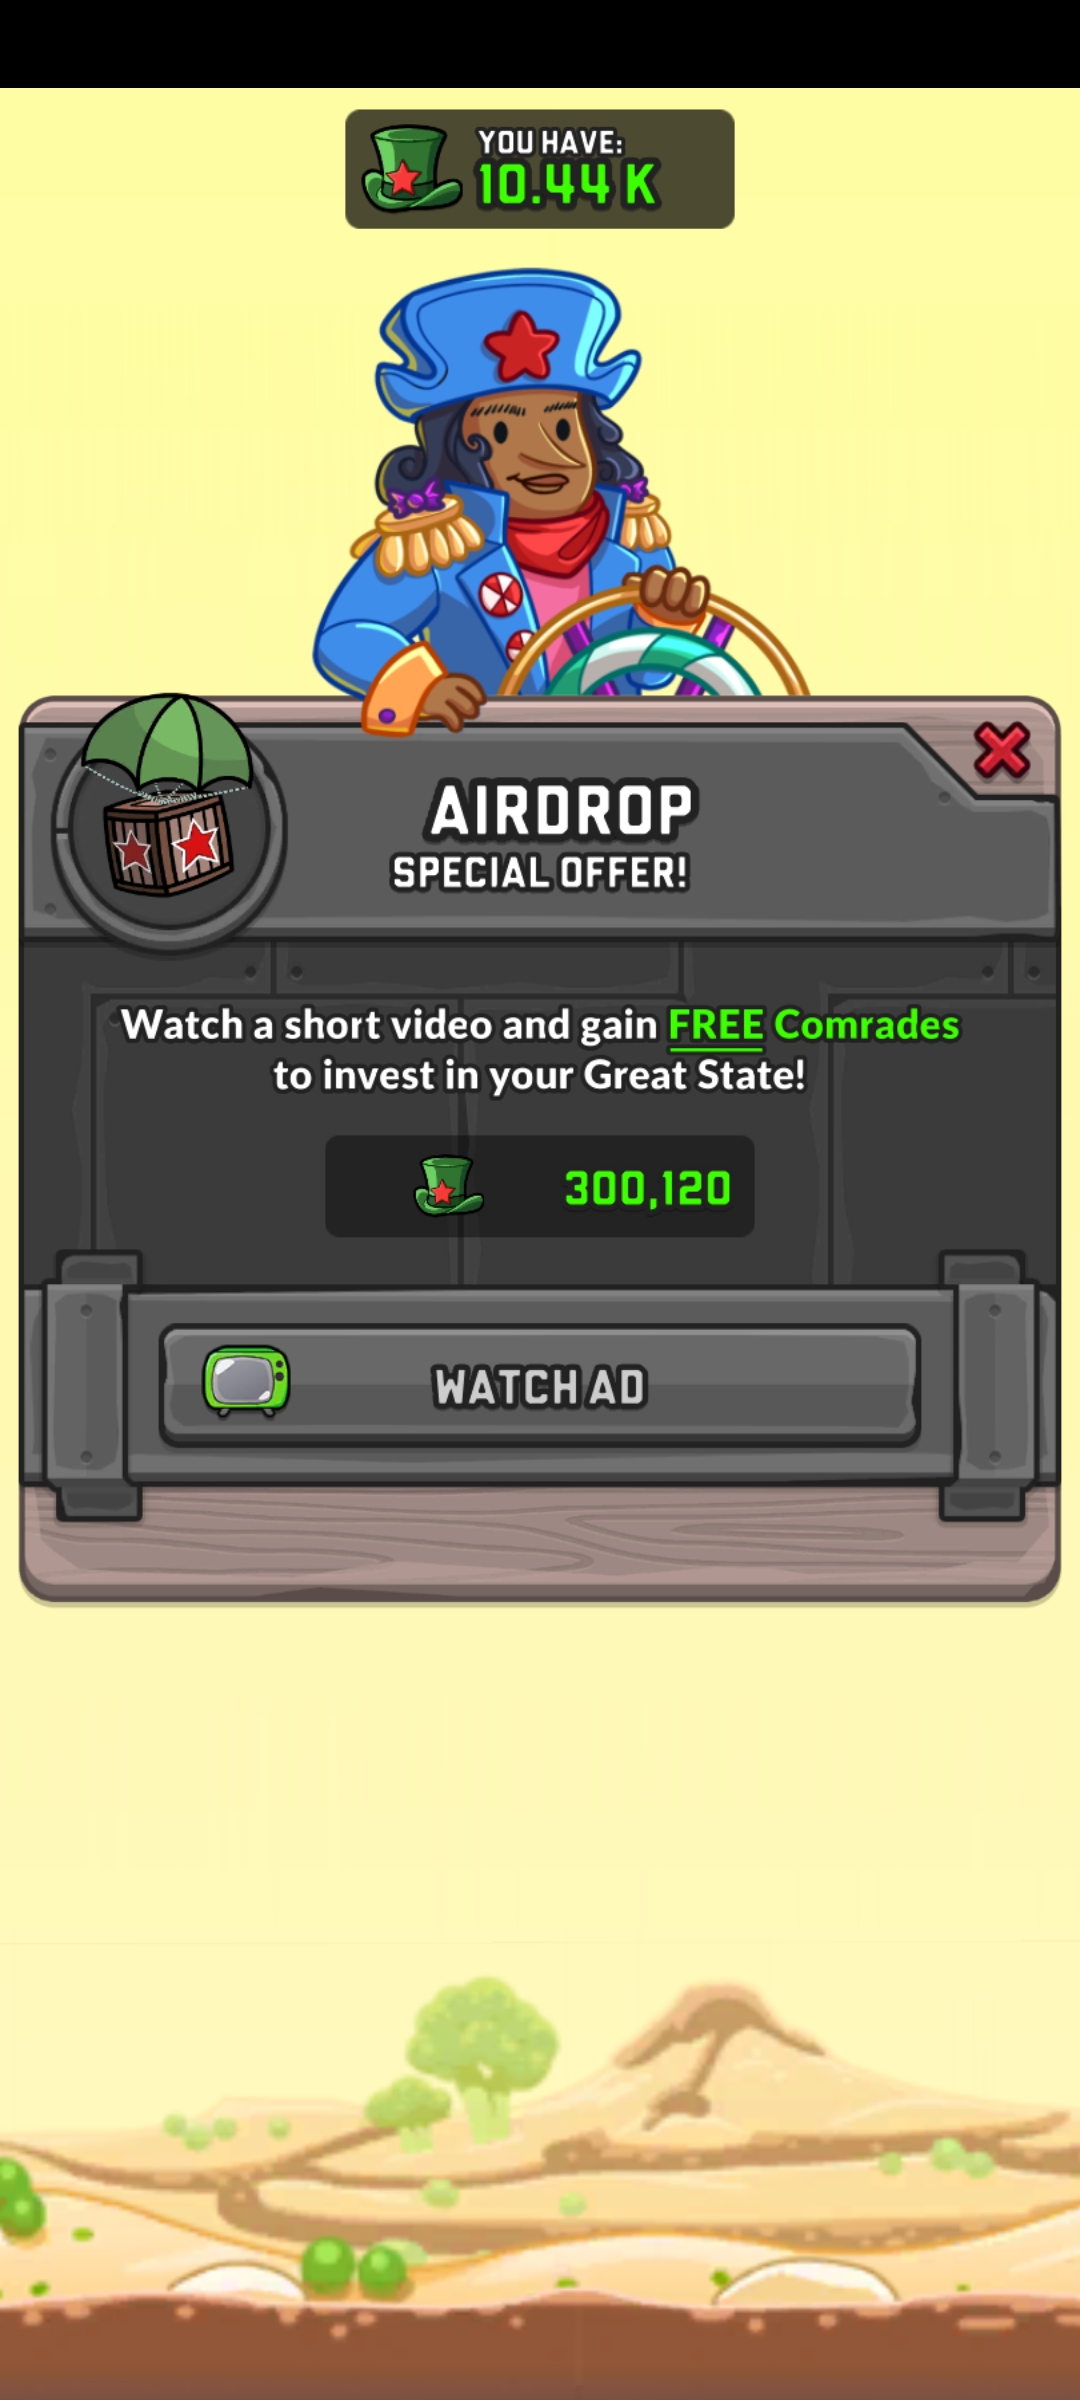 YOU HAVE:
10.44 K
AIRDROP
SPECIAL OFFER!
Watch a short video and gain FREE Comrades
to invest in your Great State!
300,120
WATCH AD